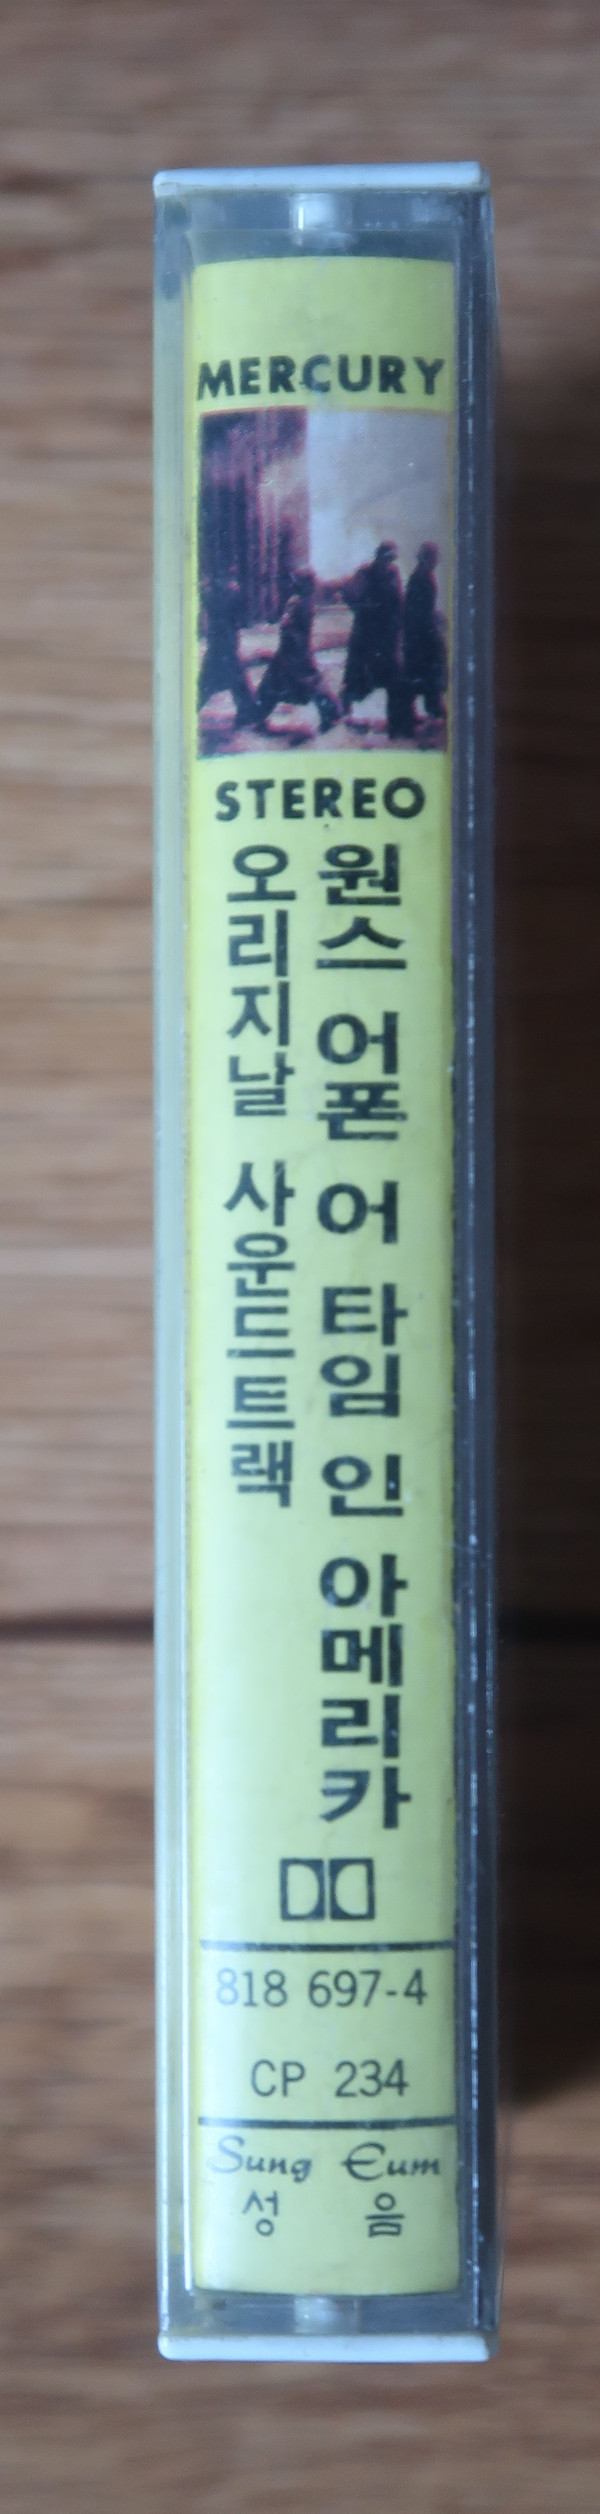 MERCURY
STEREO
원스 어폰 어 타임 인 아메리카
오리지날 사운드트랙
818 697-4
CP 234
Sung Eum
성 음